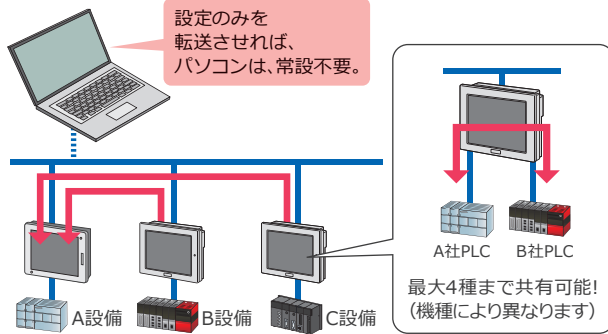 設定のみを
転送させれば、
パソコンは、常設不要。
A社PLC
B社PLC
最大4種まで共有可能!
(機種により異なります)
A設備
B設備
C設備